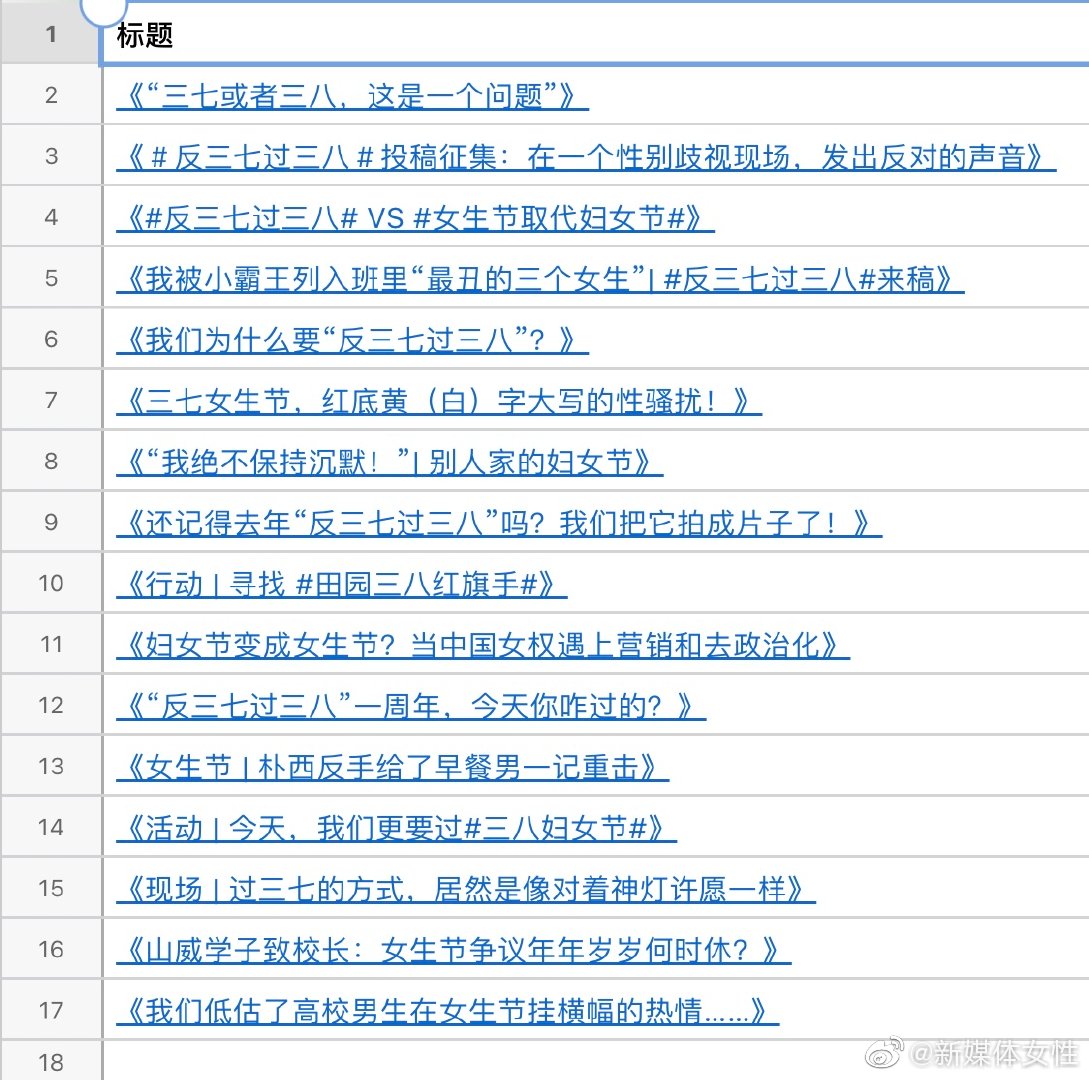 1 标题
2 《“三七或者三八，这是一个问题”》
3 《＃反三七过三八＃投稿征集：在一个性别歧视现场，发出反对的声音》
4 《#反三七过三八# VS #女生节取代妇女节#》
5 《我被小霸王列入班里“最丑的三个女生”| #反三七过三八#来稿》
6 《我们为什么要“反三七过三八”？》
7 《三七女生节，红底黄（白）字大写的性骚扰！》
8 《“我绝不保持沉默！”| 别人家的妇女节》
9 《还记得去年“反三七过三八”吗？我们把它拍成片子了！》
10 《行动 | 寻找 #田园三八红旗手#》
11 《妇女节变成女生节？当中国女权遇上营销和去政治化》
12 《“反三七过三八”一周年，今天你咋过的？》
13 《女生节 | 朴西反手给了早餐男一记重击》
14 《活动 | 今天，我们更要过#三八妇女节#》
15 《现场 | 过三七的方式，居然是像对着神灯许愿一样》
16 《山威学子致校长：女生节争议年年岁岁何时休？》
17 《我们低估了高校男生在女生节挂横幅的热情……》
18
@新媒体女性